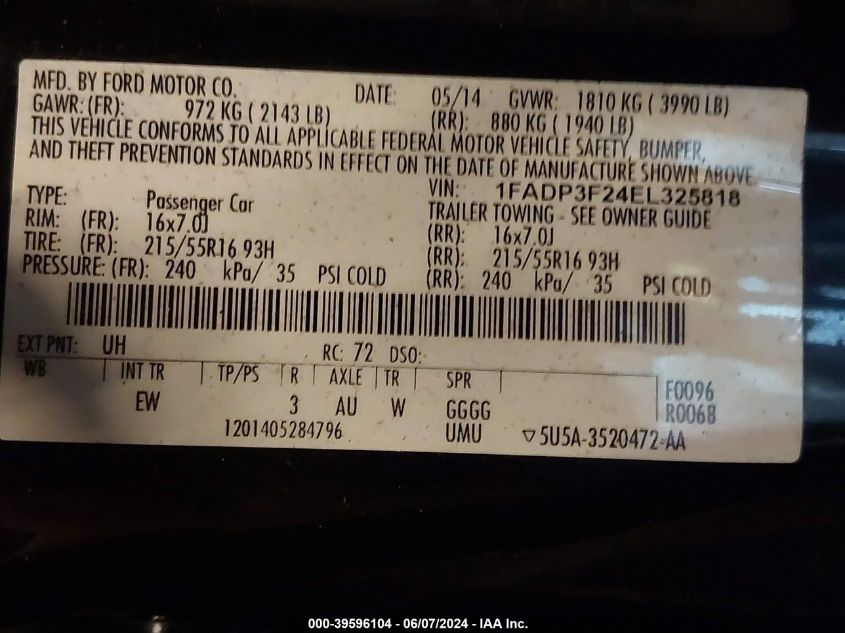 MFD. BY FORD MOTOR CO. DATE: 05/14 GVWR: 1810 KG ( 3990 LB)
GAWR: (FR): 972 KG ( 2143 LB) (RR): 880 KG ( 1940 LB)
THIS VEHICLE CONFORMS TO ALL APPLICABLE FEDERAL MOTOR VEHICLE SAFETY, BUMPER,
AND THEFT PREVENTION STANDARDS IN EFFECT ON THE DATE OF MANUFACTURE SHOWN ABOVE.
VIN: 1FADP3F24EL325818
TYPE: Passenger Car TRAILER TOWING - SEE OWNER GUIDE
RIM: (FR): 16x7.0J (RR): 16x7.0J
TIRE: (FR): 215/55R16 93H (RR): 215/55R16 93H
PRESSURE: (FR): 240 kPa/ 35 PSI COLD (RR): 240 kPa/ 35 PSI COLD
EXT PNT: UH RC: 72 DSO:
WB INT TR TP/PS R AXLE TR SPR F0096
EW 3 AU W GGGG R0068
1201405284796 UMU ▽5U5A-3520472-AA
000-39596104 - 06/07/2024 - IAA Inc.